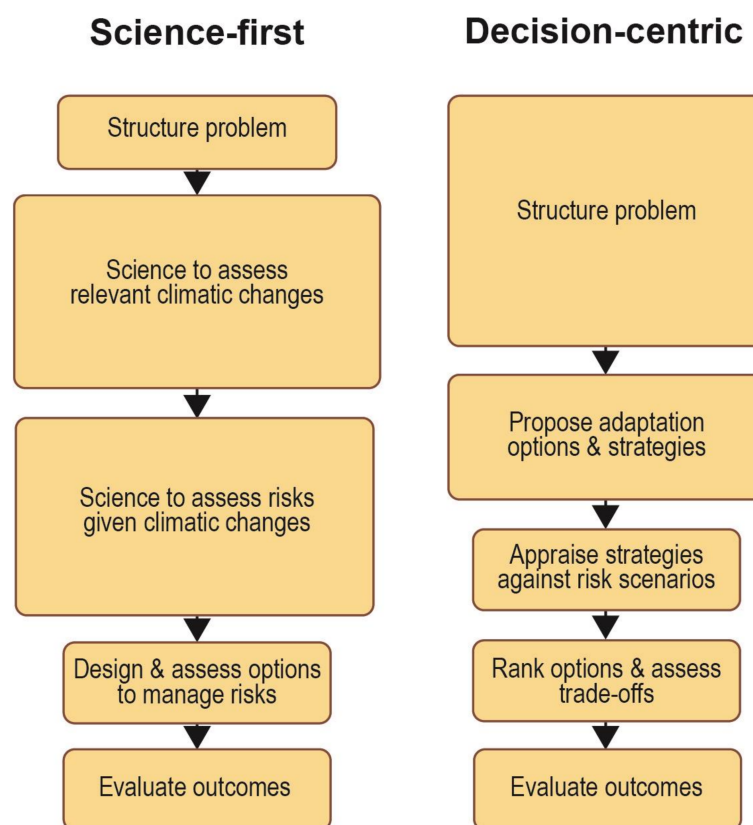 Science-first
Structure problem
Science to assess
relevant climatic changes
Science to assess risks
given climatic changes
Design & assess options
to manage risks
Evaluate outcomes
Decision-centric
Structure problem
Propose adaptation
options & strategies
Appraise strategies
against risk scenarios
Rank options & assess
trade-offs
Evaluate outcomes